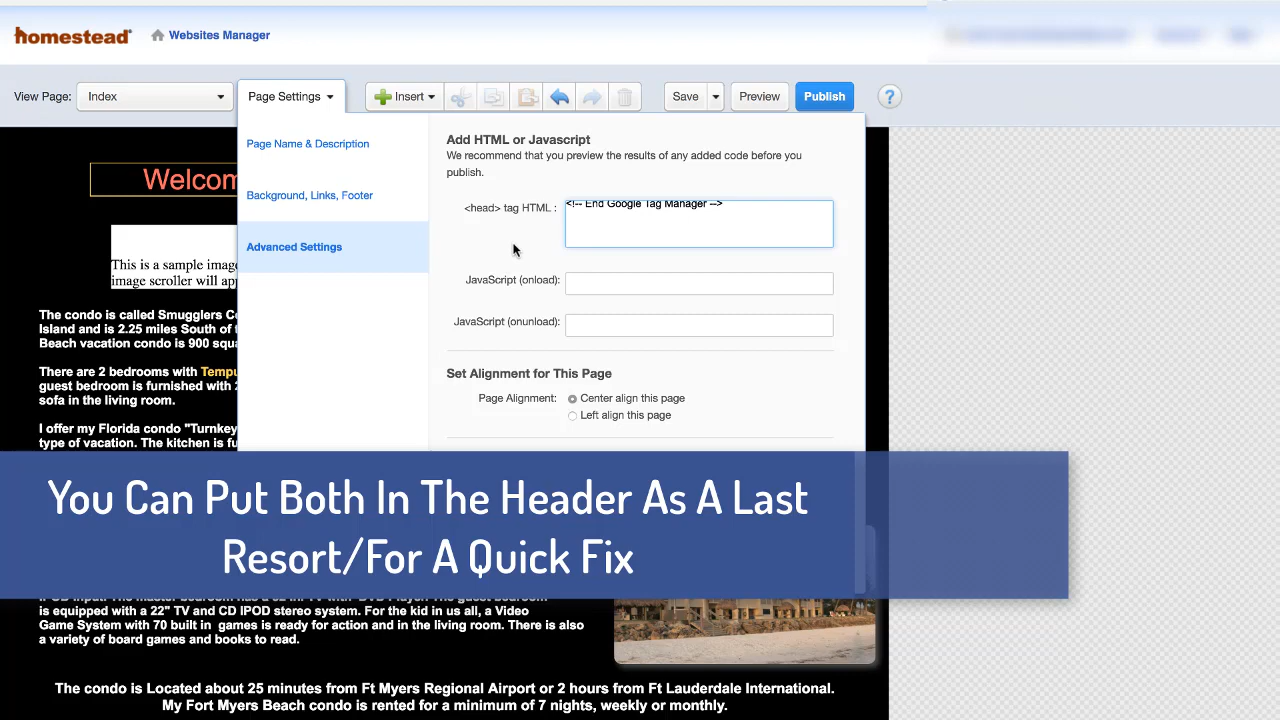 homestead
Websites Manager
View Page:
Index
Page Settings
Insert
Save
Preview
Publish
?
Page Name & Description
Background, Links, Footer
Advanced Settings
Add HTML or Javascript
We recommend that you preview the results of any added code before you
publish.
<head> tag HTML :
<!-- End Google Tag Manager -->
JavaScript (onload):
JavaScript (onunload):
Set Alignment for This Page
Page Alignment:
Center align this page
Left align this page
Welcom
This is a sample imag
image scroller will ap
The condo is called Smugglers C
Island and is 2.25 miles South of t
Beach vacation condo is 900 squa
There are 2 bedrooms with Tempu
guest bedroom is furnished with 2
sofa in the living room.
I offer my Florida condo "Turnkey
type of vacation. The kitchen is fu
You Can Put Both In The Header As A Last
Resort/For A Quick Fix
is equipped with a 22" TV and CD IPOD stereo system. For the kid in us all, a Video
Game System with 70 built in games is ready for action and in the living room. There is also
a variety of board games and books to read.
The condo is Located about 25 minutes from Ft Myers Regional Airport or 2 hours from Ft Lauderdale International.
My Fort Myers Beach condo is rented for a minimum of 7 nights, weekly or monthly.